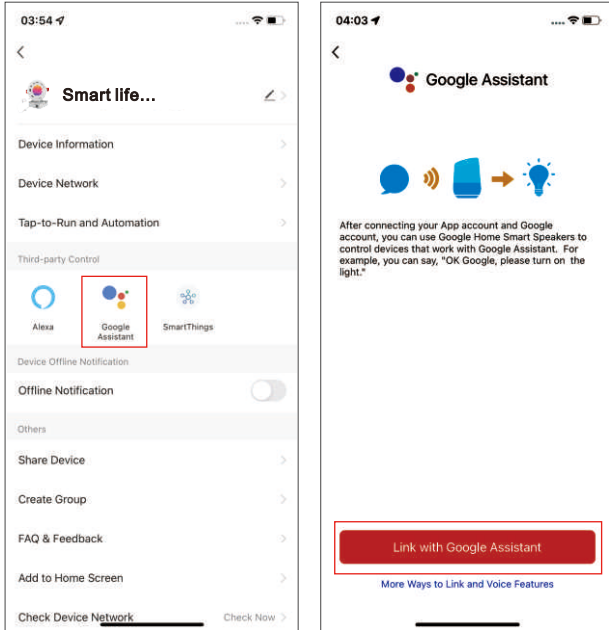 03:54
Smart life...
Device Information
Device Network
Tap-to-Run and Automation
Third-party Control
Alexa
Google
Assistant
SmartThings
Device Offline Notification
Offline Notification
Others
Share Device
Create Group
FAQ & Feedback
Add to Home Screen
Check Device Network
Check Now
04:03
Google Assistant
After connecting your App account and Google
account, you can use Google Home Smart Speakers to
control devices that work with Google Assistant. For
example, you can say, "OK Google, please turn on the
light."
Link with Google Assistant
More Ways to Link and Voice Features